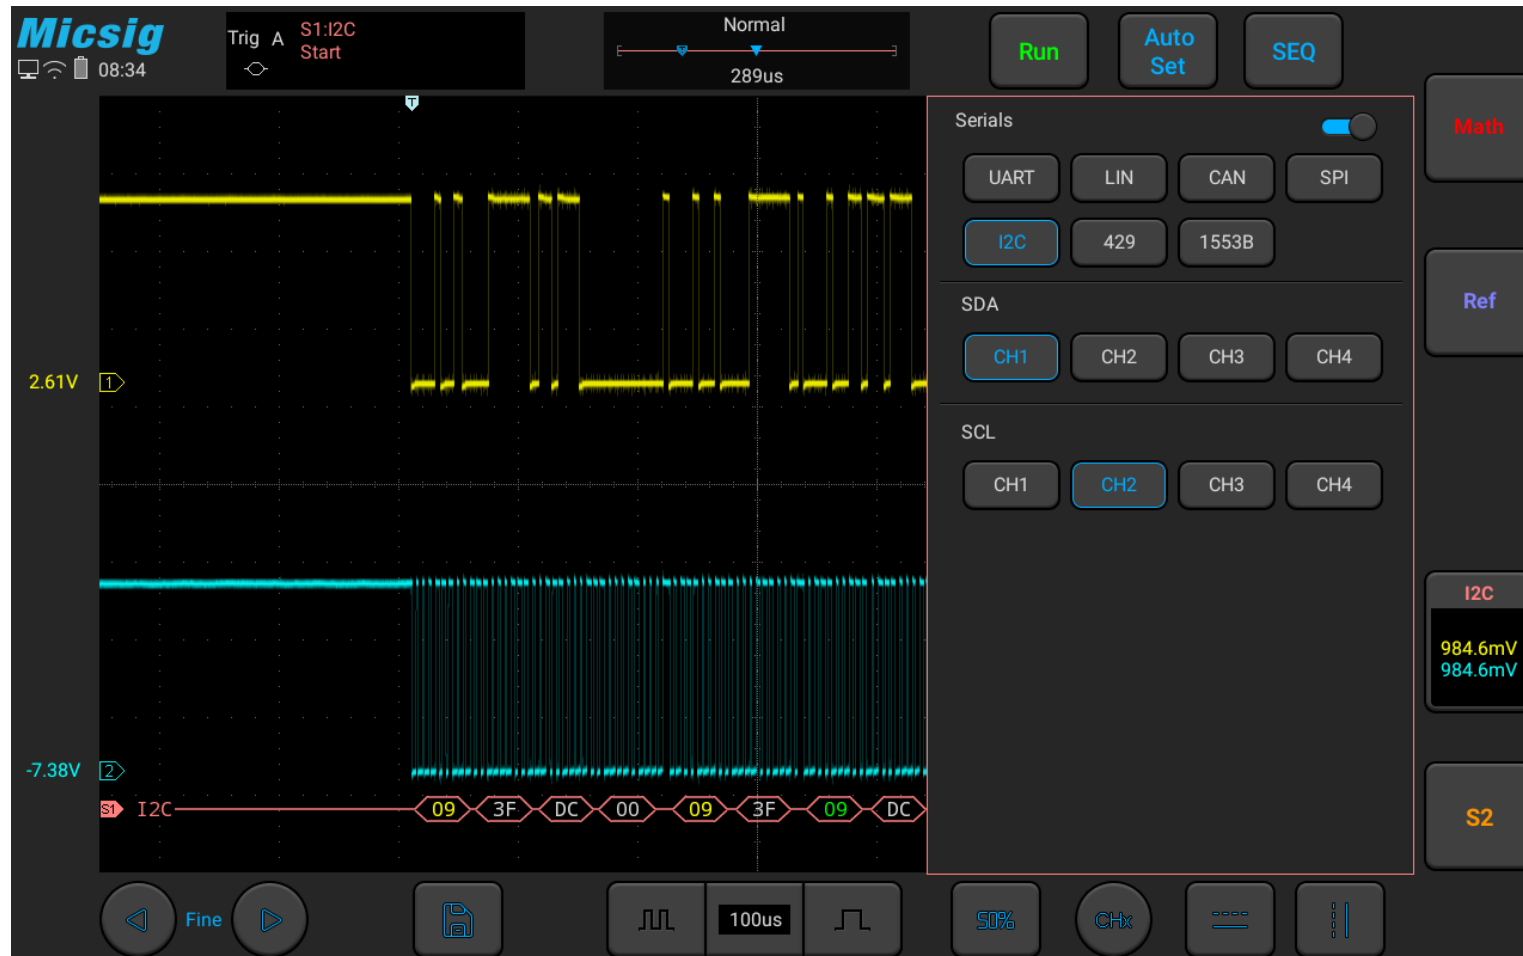 Micsig
08:34
Trig A
S1:I2C
Start
Normal
289us
Run
Auto
Set
SEQ
T
Serials
UART LIN CAN SPI
I2C 429 1553B
SDA
CH1 CH2 CH3 CH4
SCL
CH1 CH2 CH3 CH4
Math
Ref
I2C
984.6mV
984.6mV
S2
2.61V 1
-7.38V 2
S1 I2C 09 3F DC 00 09 3F 09 DC
Fine
100us
50%
CHx